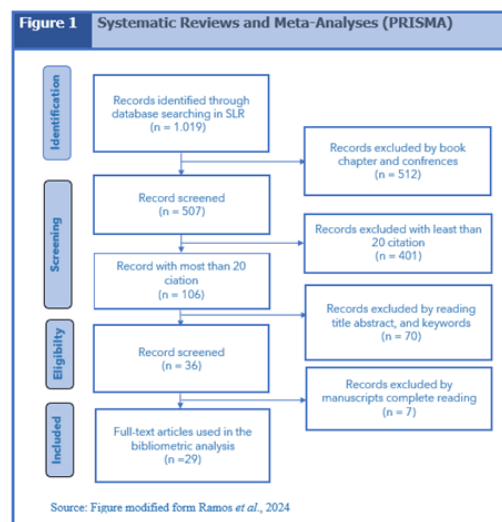 Figure 1 Systematic Reviews and Meta-Analyses (PRISMA)
Identification
Records identified through
database searching in SLR
(n = 1.019)
Records excluded by book
chapter and confrences
(n = 512)
Screening
Record screened
(n = 507)
Records excluded with least than
20 citation
(n = 401)
Record with most than 20
ciation
(n = 106)
Records excluded by reading
title abstract, and keywords
(n = 70)
Eligibilty
Record screened
(n = 36)
Records excluded by
manuscripts complete reading
(n = 7)
Included
Full-text articles used in the
bibliometric analysis
(n =29)
Source: Figure modified form Ramos et al., 2024